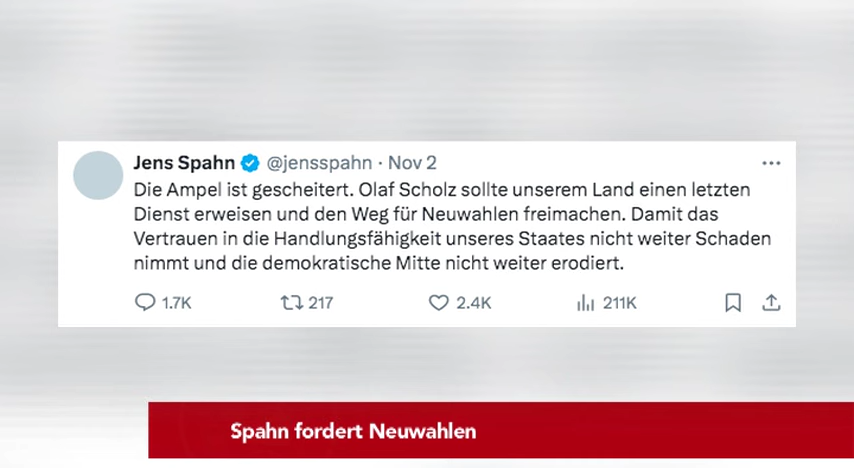 Jens Spahn @jensspahn · Nov 2
Die Ampel ist gescheitert. Olaf Scholz sollte unserem Land einen letzten
Dienst erweisen und den Weg für Neuwahlen freimachen. Damit das
Vertrauen in die Handlungsfähigkeit unseres Staates nicht weiter Schaden
nimmt und die demokratische Mitte nicht weiter erodiert.
1.7K 217 2.4K 211K
Spahn fordert Neuwahlen